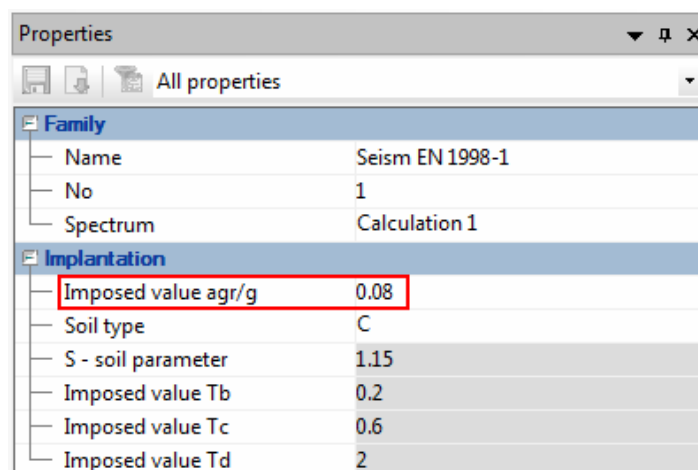 Properties
All properties
Family
Name Seism EN 1998-1
No 1
Spectrum Calculation 1
Implantation
Imposed value agr/g 0.08
Soil type C
S - soil parameter 1.15
Imposed value Tb 0.2
Imposed value Tc 0.6
Imposed value Td 2